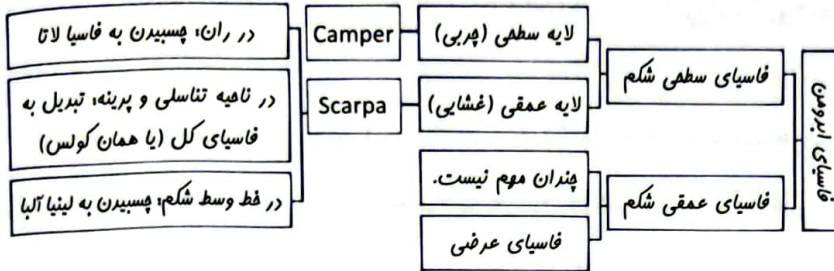 فاسیای ابدومن
فاسیای سطحی شکم
لایه سطحی (چربی)
Camper
لایه عمقی (غشایی)
Scarpa
در ران: چسبیدن به فاسیا لاتا
در ناحیه تناسلی و پرینه: تبدیل به
فاسیای کل (یا همان کولس)
در خط وسط شکم: چسبیدن به لینیا آلبا
فاسیای عمقی شکم
چندان مهم نیست.
فاسیای عرضی